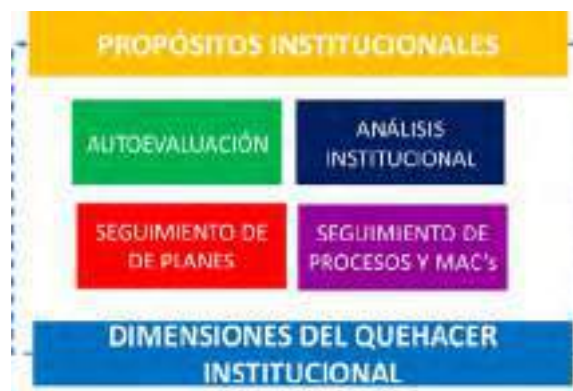 PROPÓSITOS INSTITUCIONALES
AUTOEVALUACIÓN
ANÁLISIS
INSTITUCIONAL
SEGUIMIENTO DE
DE PLANES
SEGUIMIENTO DE
PROCESOS Y MAC's
DIMENSIONES DEL QUEHACER
INSTITUCIONAL